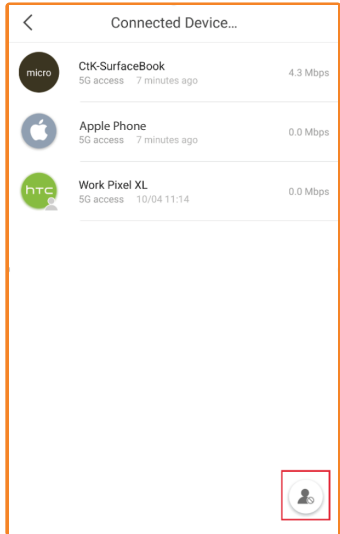 Connected Device...
micro
CtK-SurfaceBook
5G access 7 minutes ago
4.3 Mbps
Apple Phone
5G access 7 minutes ago
0.0 Mbps
hTC
Work Pixel XL
5G access 10/04 11:14
0.0 Mbps